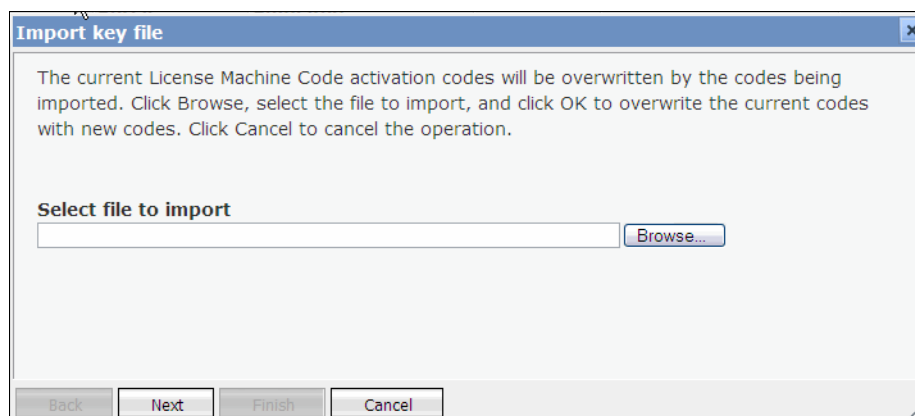 Import key file
The current License Machine Code activation codes will be overwritten by the codes being
imported. Click Browse, select the file to import, and click OK to overwrite the current codes
with new codes. Click Cancel to cancel the operation.
Select file to import
Browse...
Back Next Finish Cancel